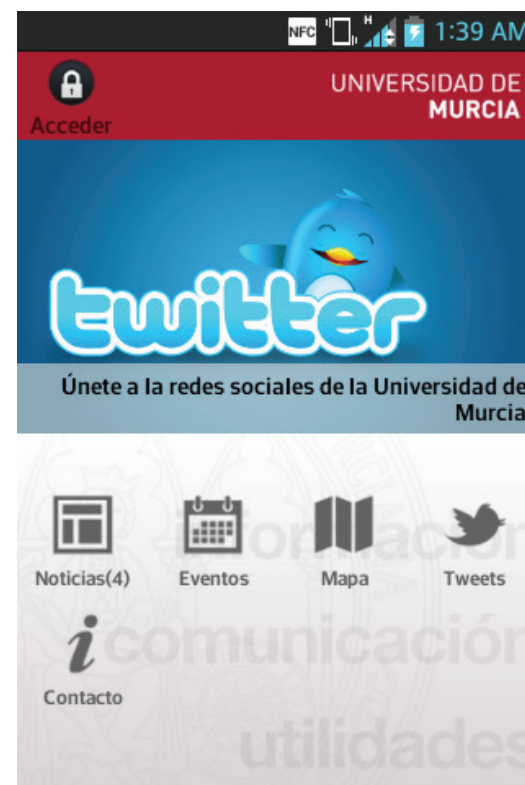 NFC H 1:39 AM
Acceder
UNIVERSIDAD DE
MURCIA
twitter
Únete a la redes sociales de la Universidad de
Murcia
información
Noticias(4) Eventos Mapa Tweets
comunicación
Contacto
utilidades